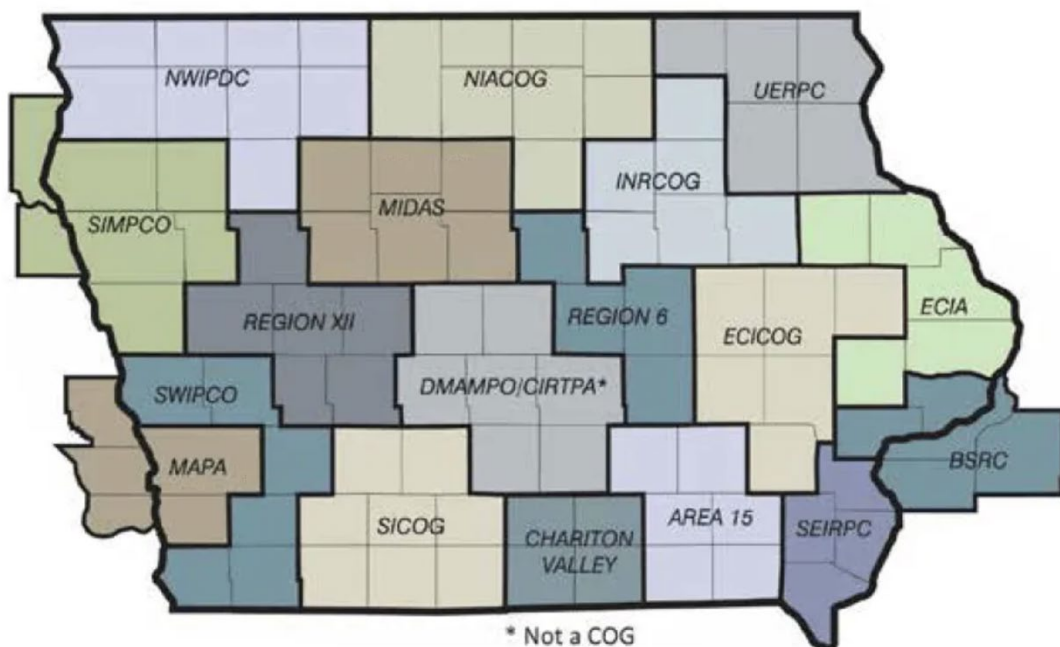 NWIPDC
NIACOG
UERPC
INRCOG
MIDAS
SIMPCO
ECIA
REGION XII
REGION 6
ECICOG
SWIPCO
DMAMPO/CIRTPA*
MAPA
BSRC
SICOG
AREA 15
SEIRPC
CHARITON
VALLEY
* Not a COG